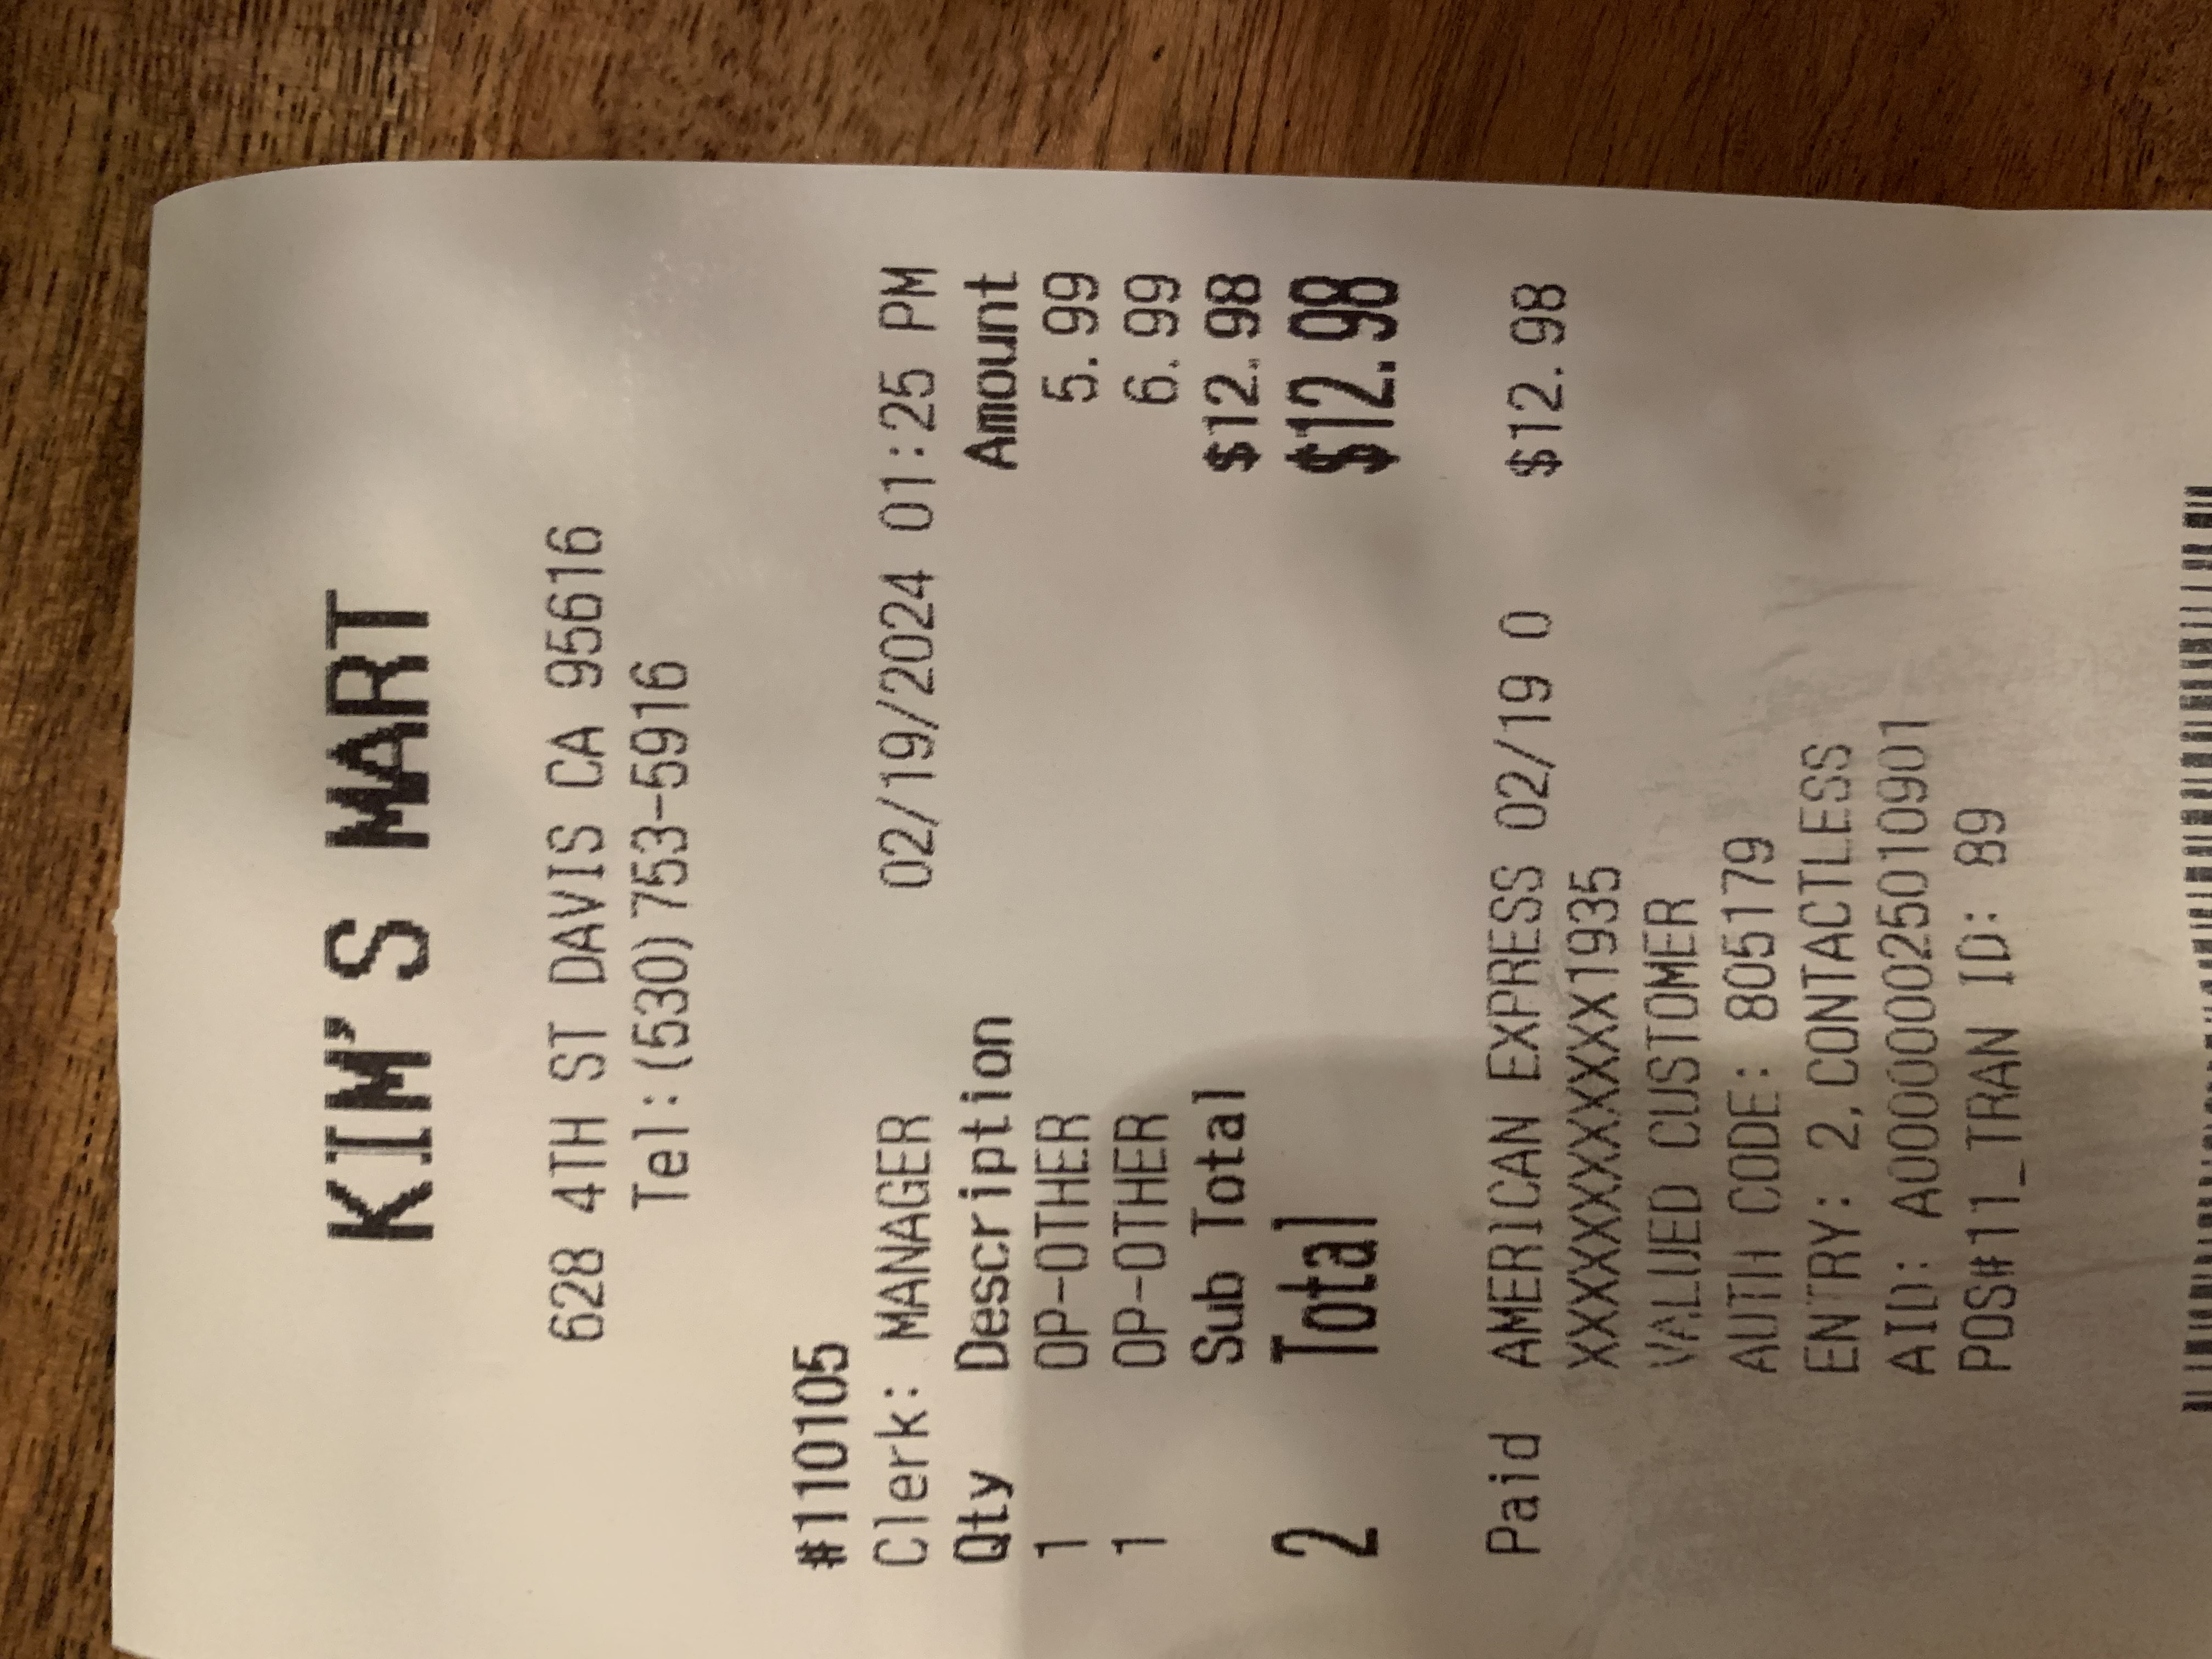 KIM'S MART
628 4TH ST DAVIS CA 95616
Tel:(530)753-5916
#110105
Clerk: MANAGER 02/19/2024 01:25 PM
Qty Description Amount
1 OP-OTHER 5.99
1 OP-OTHER 6.99
Sub Total $12.98
2 Total $12.98
Paid AMERICAN EXPRESS 02/19 0 $12.98
XXXXXXXXXXXX1935
VALUED CUSTOMER
AUTH CODE: 805179
ENTRY: 2,CONTACTLESS
AID: A000000025010901
POS#11_TRAN ID: 89